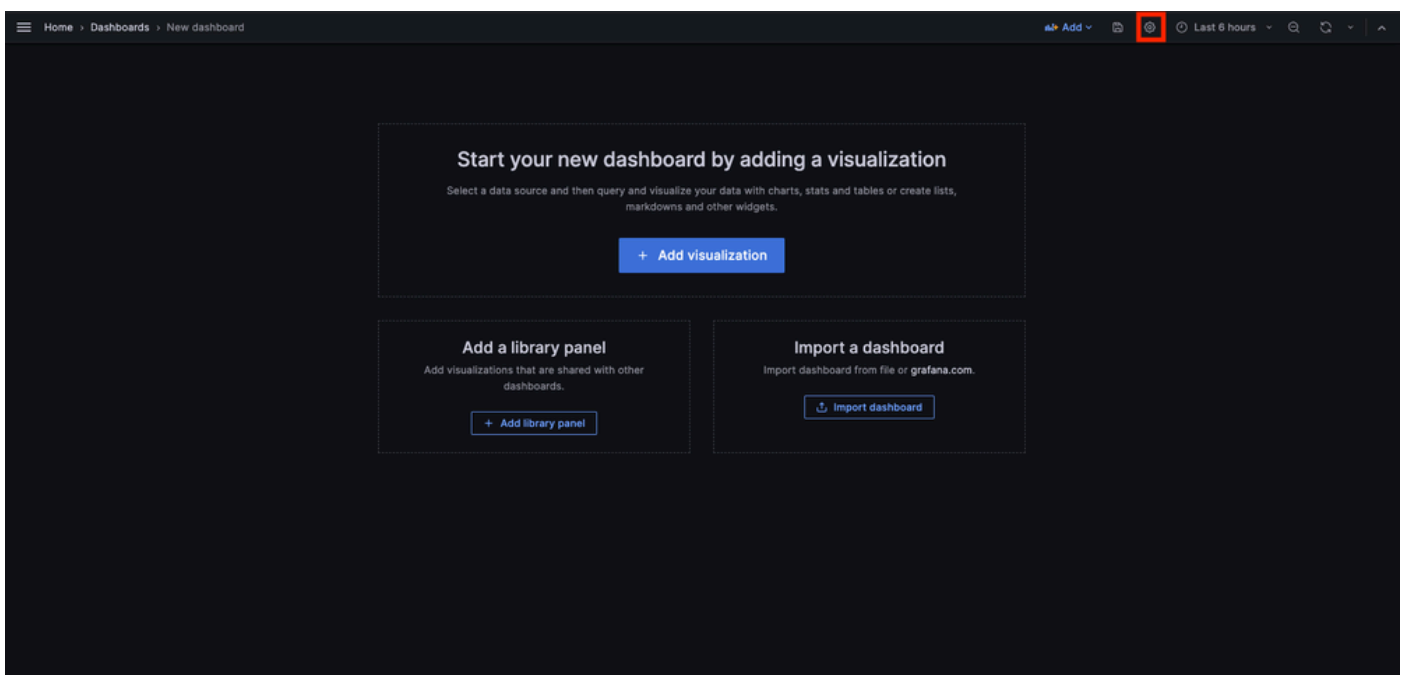 Home › Dashboards › New dashboard
Add
Last 6 hours
Start your new dashboard by adding a visualization
Select a data source and then query and visualize your data with charts, stats and tables or create lists,
markdowns and other widgets.
+ Add visualization
Add a library panel
Add visualizations that are shared with other
dashboards.
+ Add library panel
Import a dashboard
Import dashboard from file or grafana.com.
Import dashboard